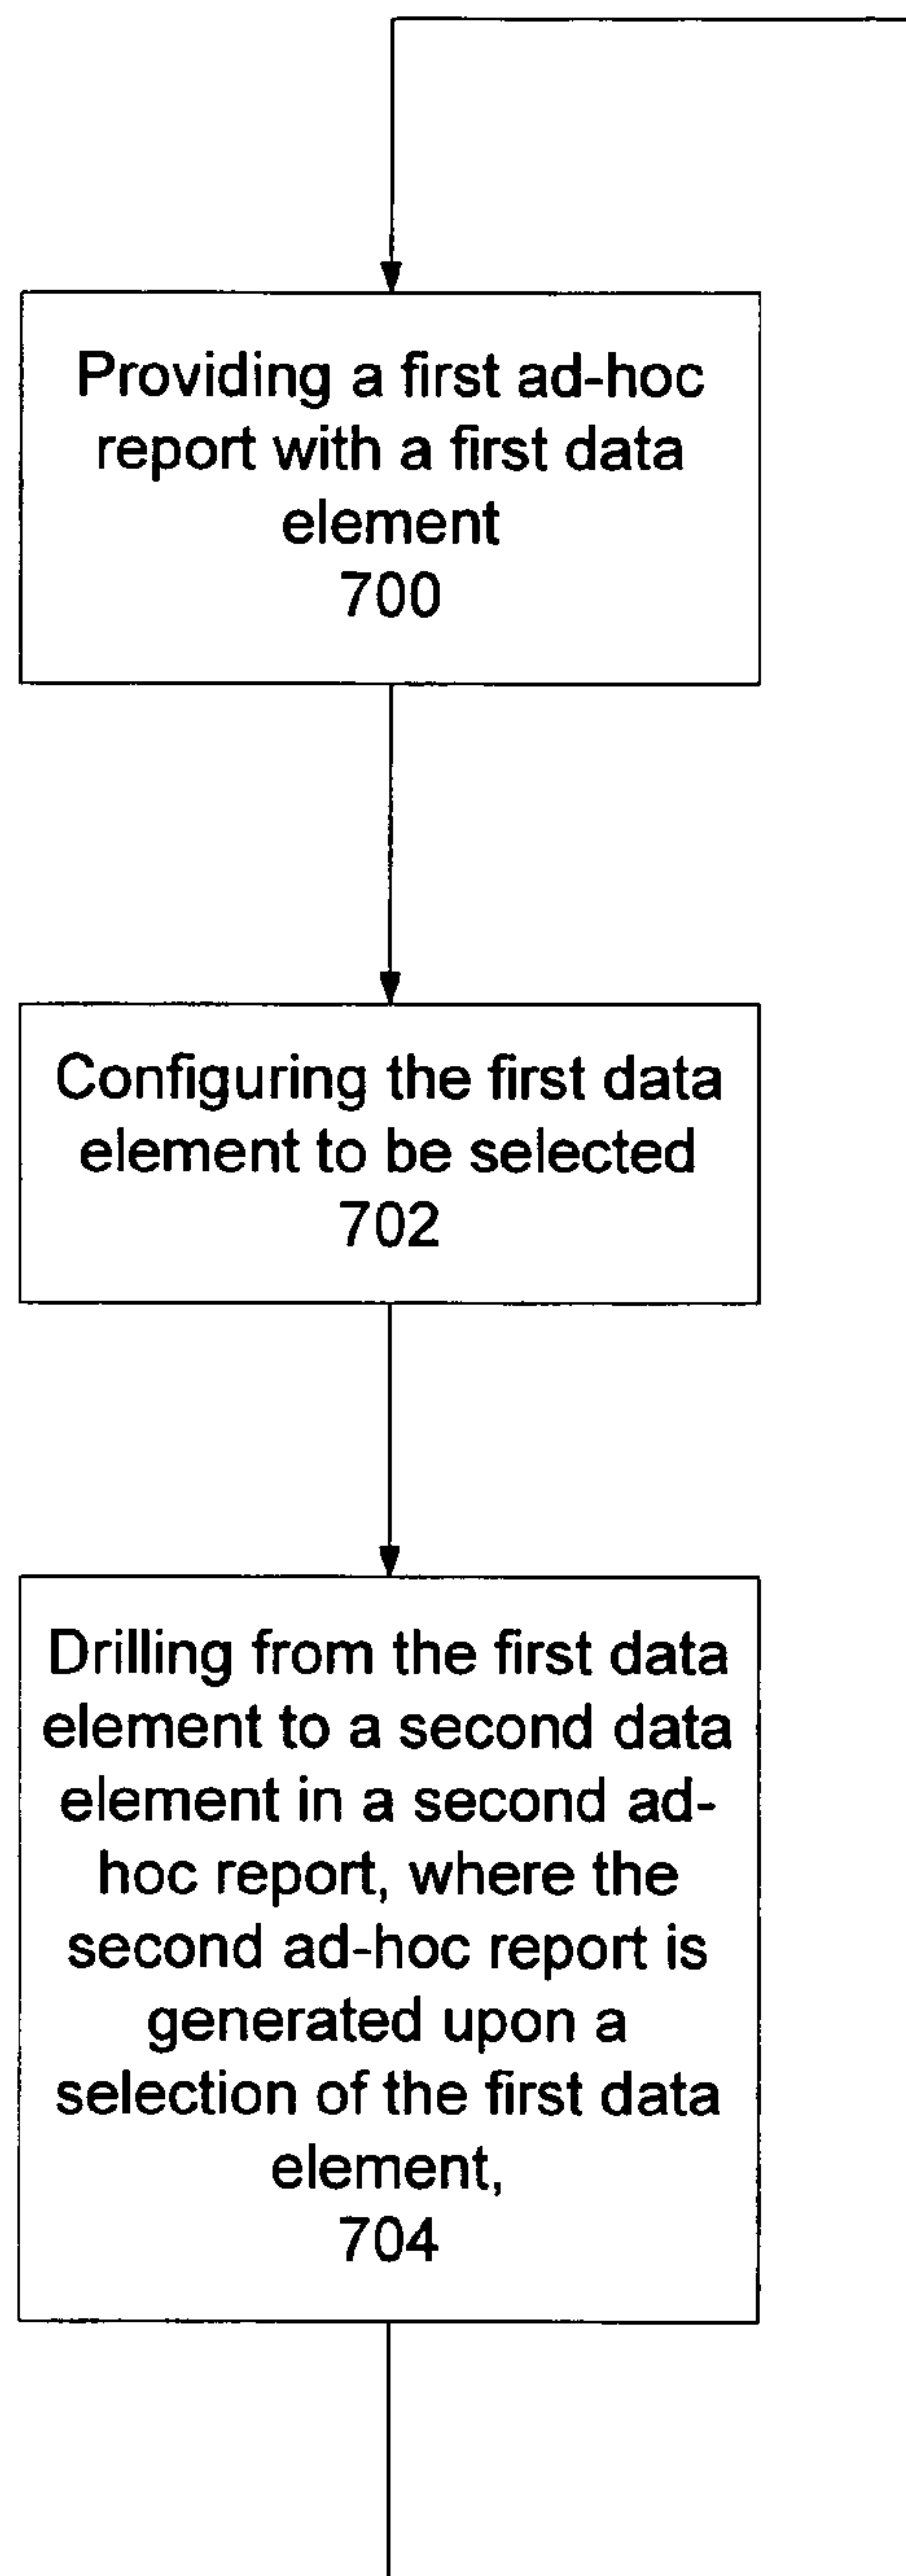 Providing a first ad-hoc
report with a first data
element
700
Configuring the first data
element to be selected
702
Drilling from the first data
element to a second data
element in a second ad-
hoc report, where the
second ad-hoc report is
generated upon a
selection of the first data
element,
704